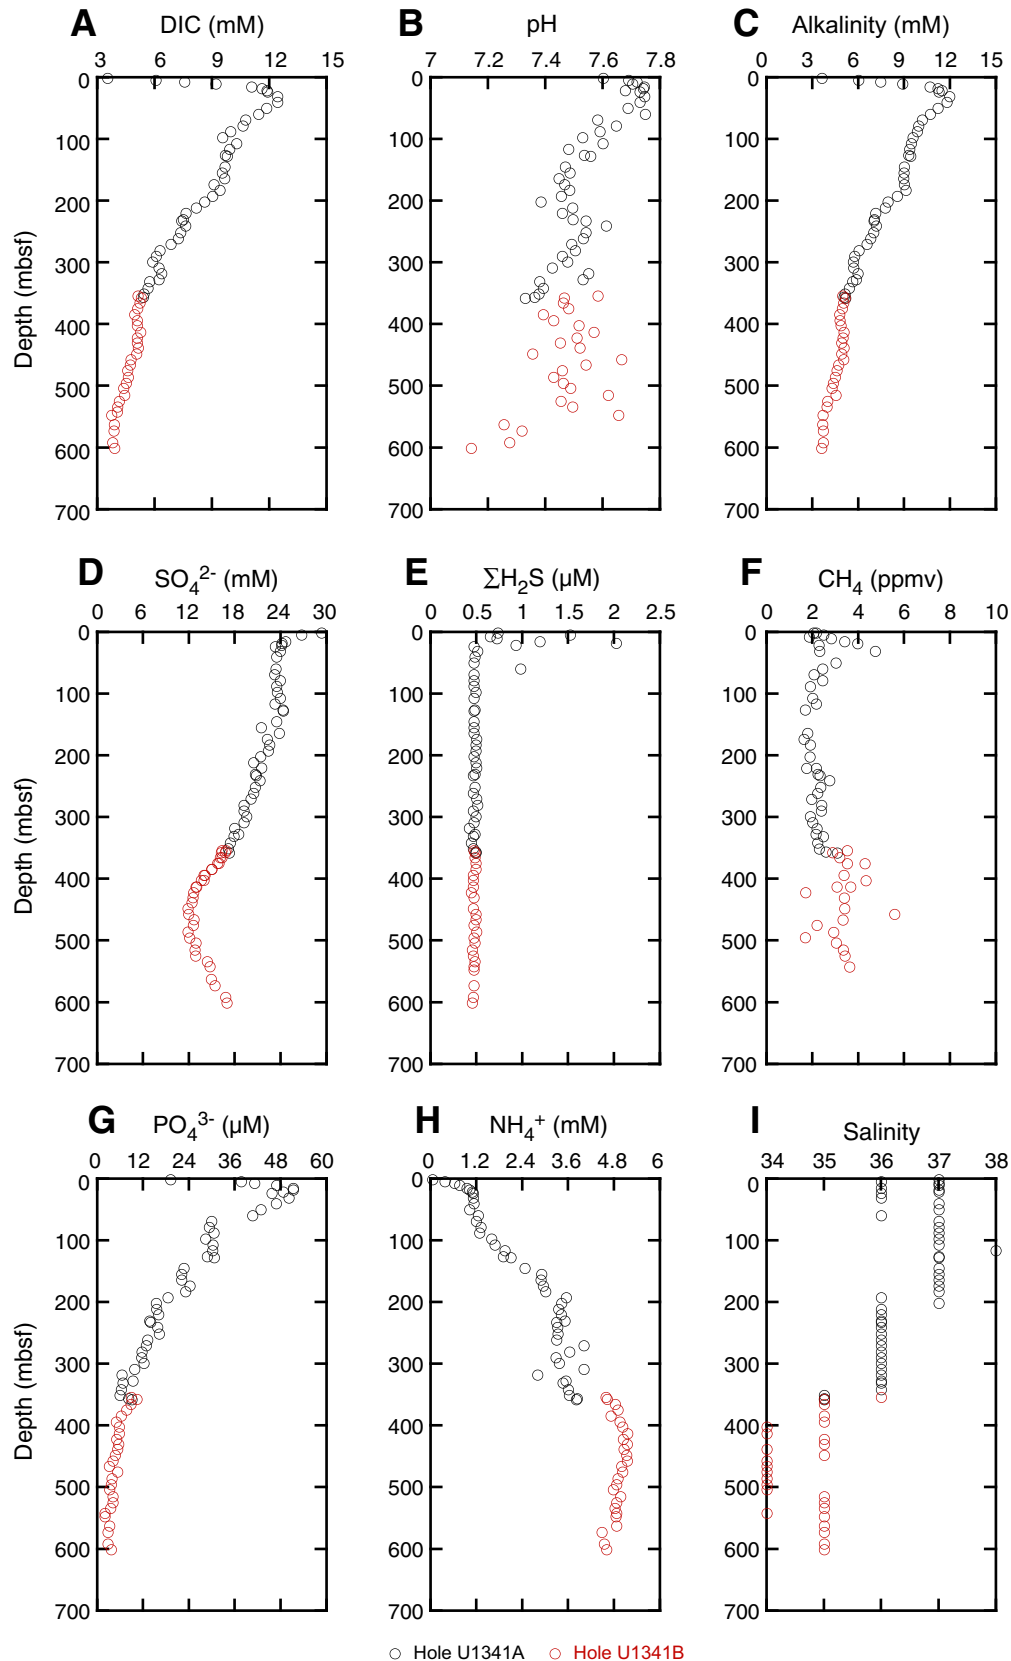 A DIC (mM)
B pH
C Alkalinity (mM)
3 6 9 12 15
7 7.2 7.4 7.6 7.8
0 3 6 9 12 15
Depth (mbsf)
0 0 0
100 100 100
200 200 200
300 300 300
400 400 400
500 500 500
600 600 600
700 700 700
D SO₄²⁻ (mM)
E ∑H₂S (µM)
F CH₄ (ppmv)
0 6 12 18 24 30
0 0.5 1 1.5 2 2.5
0 2 4 6 8 10
Depth (mbsf)
0 0 0
100 100 100
200 200 200
300 300 300
400 400 400
500 500 500
600 600 600
700 700 700
G PO₄³⁻ (µM)
H NH₄⁺ (mM)
I Salinity
0 12 24 36 48 60
0 1.2 2.4 3.6 4.8 6
34 35 36 37 38
Depth (mbsf)
0 0 0
100 100 100
200 200 200
300 300 300
400 400 400
500 500 500
600 600 600
700 700 700
Hole U1341A Hole U1341B